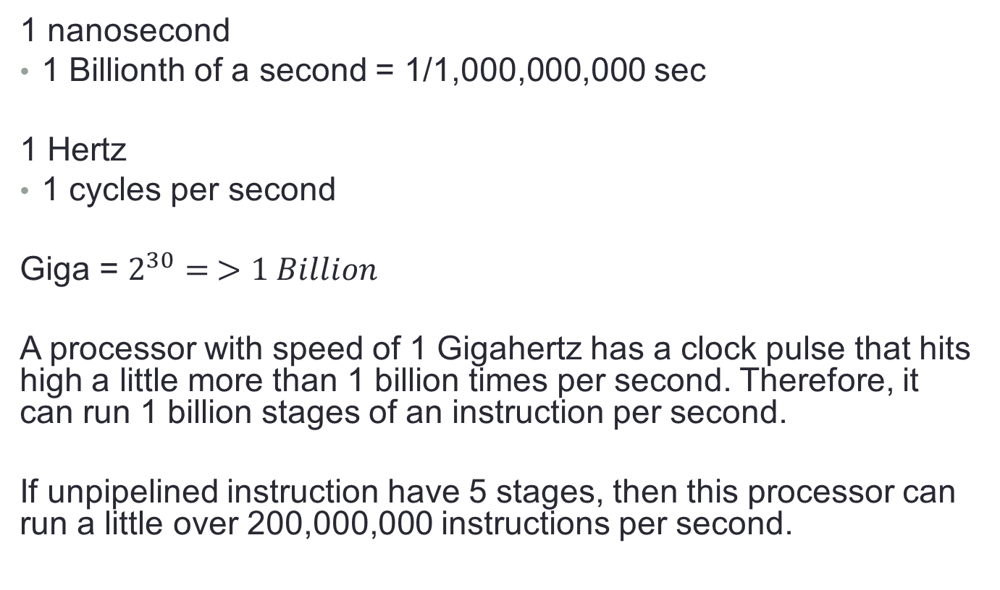 1 nanosecond
• 1 Billionth of a second = 1/1,000,000,000 sec
1 Hertz
• 1 cycles per second
Giga = 2³⁰ = > 1 Billion
A processor with speed of 1 Gigahertz has a clock pulse that hits
high a little more than 1 billion times per second. Therefore, it
can run 1 billion stages of an instruction per second.
If unpipelined instruction have 5 stages, then this processor can
run a little over 200,000,000 instructions per second.